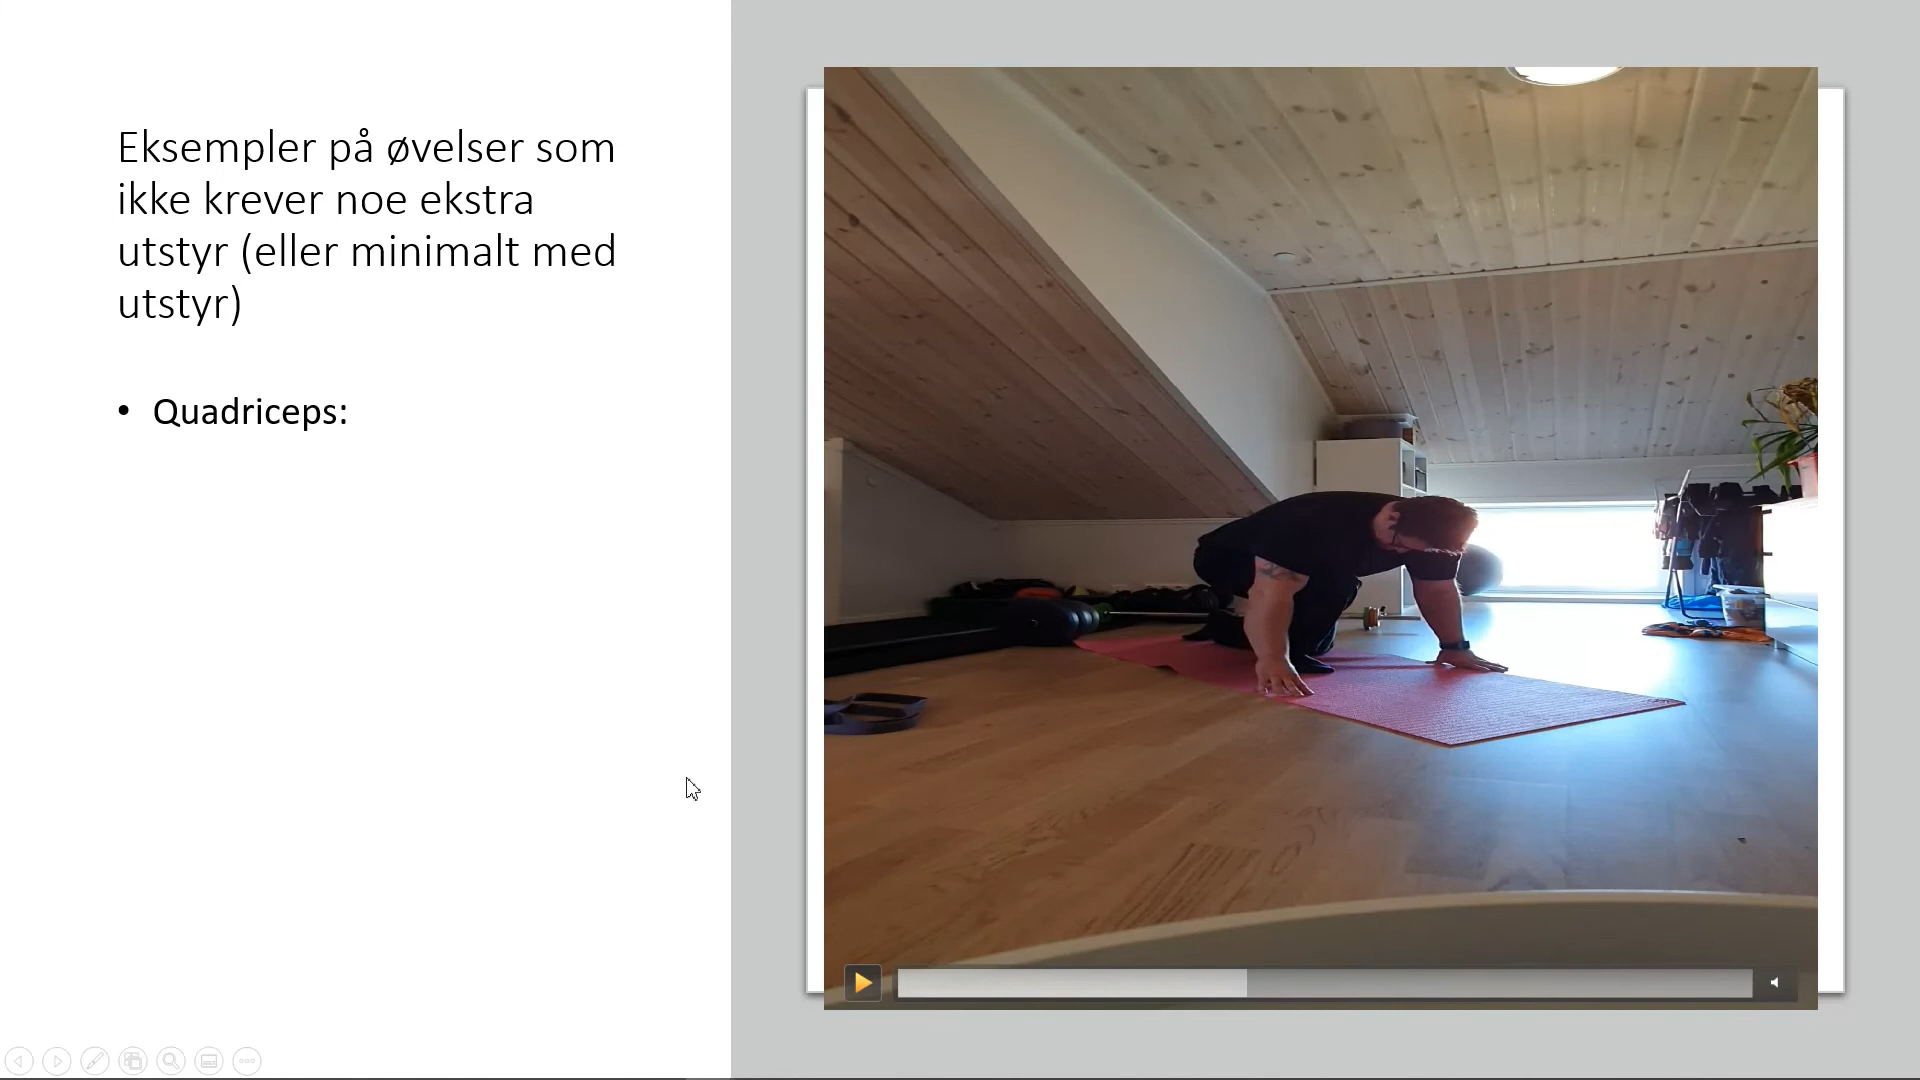 Eksempler på øvelser som
ikke krever noe ekstra
utstyr (eller minimalt med
utstyr)
• Quadriceps: